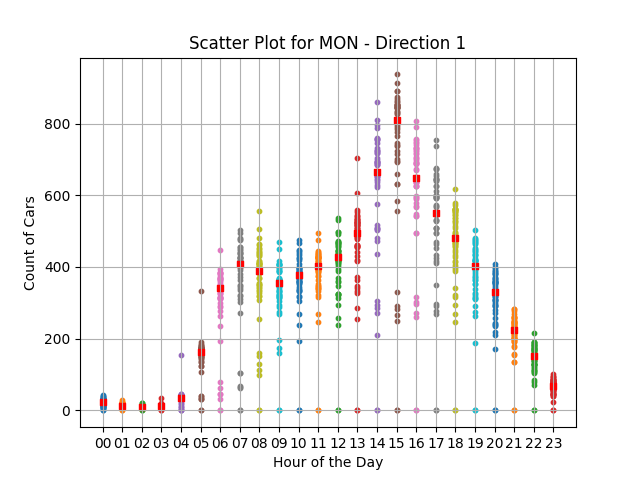 Scatter Plot for MON - Direction 1
Count of Cars
800
600
400
200
0
00 01 02 03 04 05 06 07 08 09 10 11 12 13 14 15 16 17 18 19 20 21 22 23
Hour of the Day